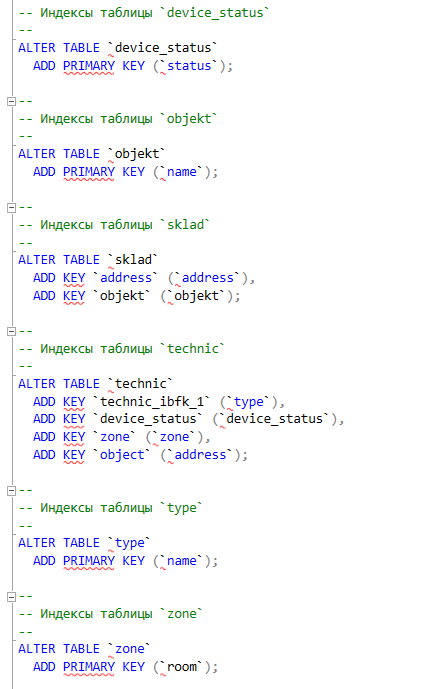 -- Индексы таблицы `device_status`
--
ALTER TABLE `device_status`
ADD PRIMARY KEY (`status`);
--
-- Индексы таблицы `objekt`
--
ALTER TABLE `objekt`
ADD PRIMARY KEY (`name`);
--
-- Индексы таблицы `sklad`
--
ALTER TABLE `sklad`
ADD KEY `address` (`address`),
ADD KEY `objekt` (`objekt`);
--
-- Индексы таблицы `technic`
--
ALTER TABLE `technic`
ADD KEY `technic_ibfk_1` (`type`),
ADD KEY `device_status` (`device_status`),
ADD KEY `zone` (`zone`),
ADD KEY `object` (`address`);
--
-- Индексы таблицы `type`
--
ALTER TABLE `type`
ADD PRIMARY KEY (`name`);
--
-- Индексы таблицы `zone`
--
ALTER TABLE `zone`
ADD PRIMARY KEY (`room`);